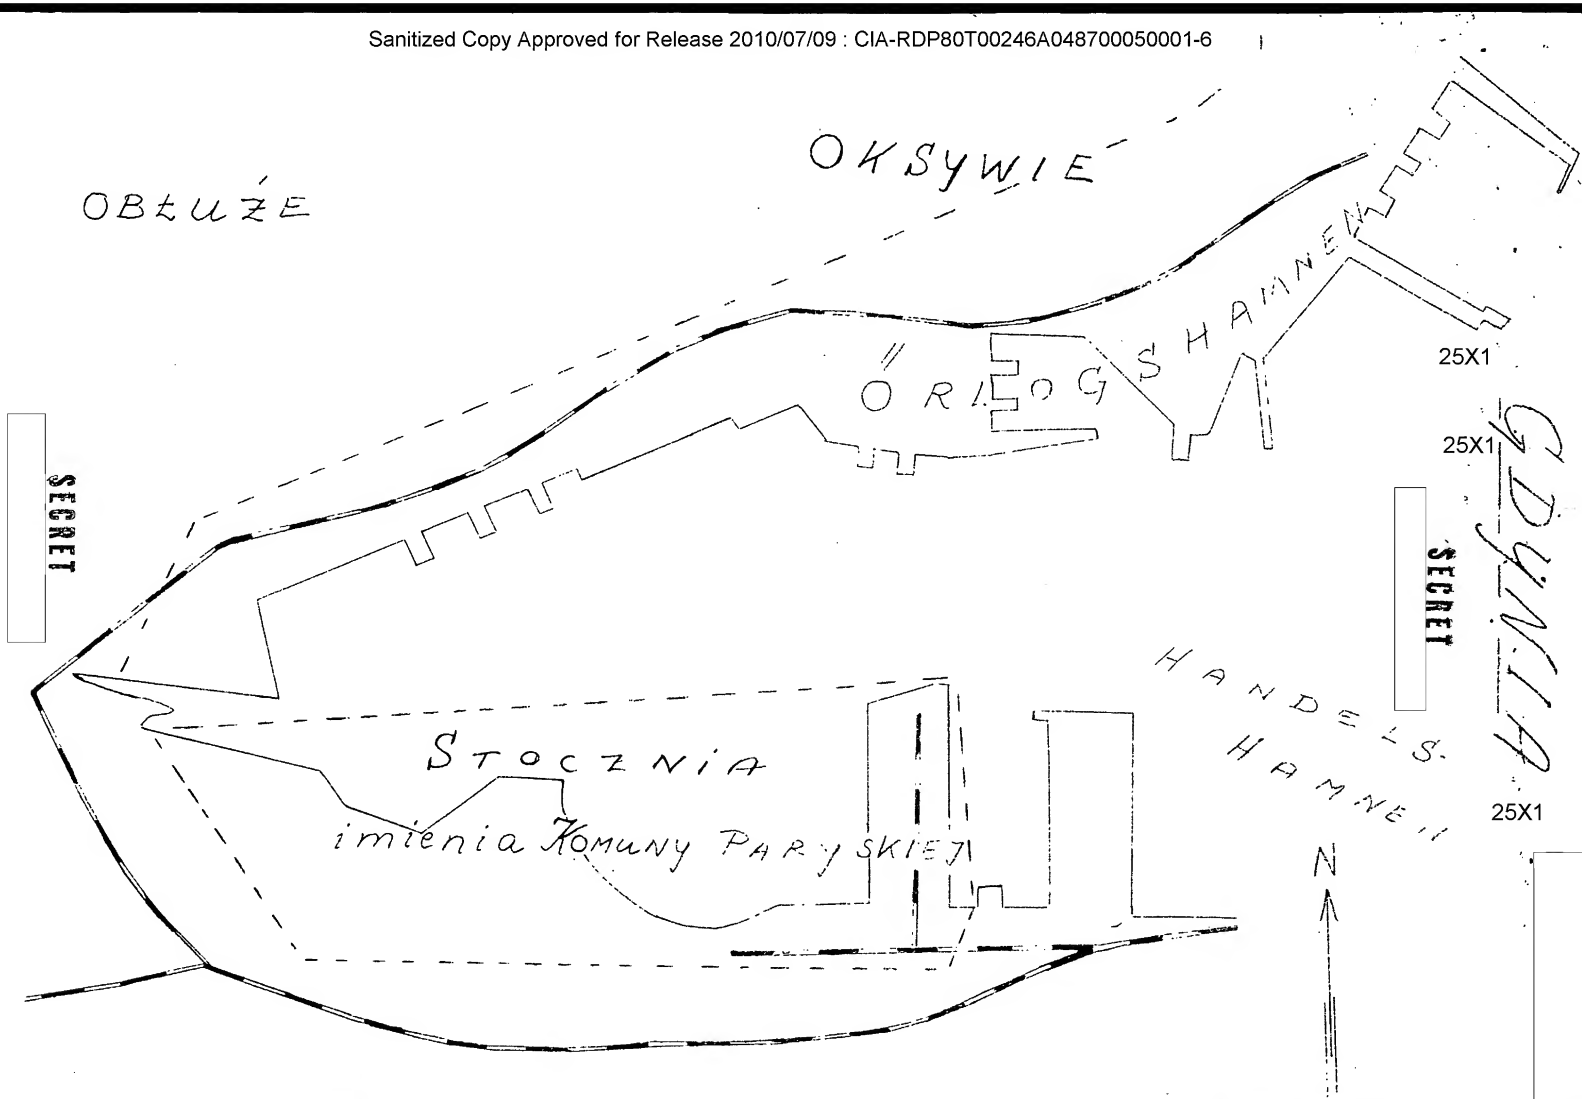 Sanitized Copy Approved for Release 2010/07/09 : CIA-RDP80T00246A048700050001-6
OKSYWIE
OBŁUŻE
ÖRLOGSHAMNEN
25X1
25X1
GDYNIA
SECRET
SECRET
HANDELS-
HAMNEN
STOCZNiA
imienia KOMUNY PARYSKIEJ
25X1
N